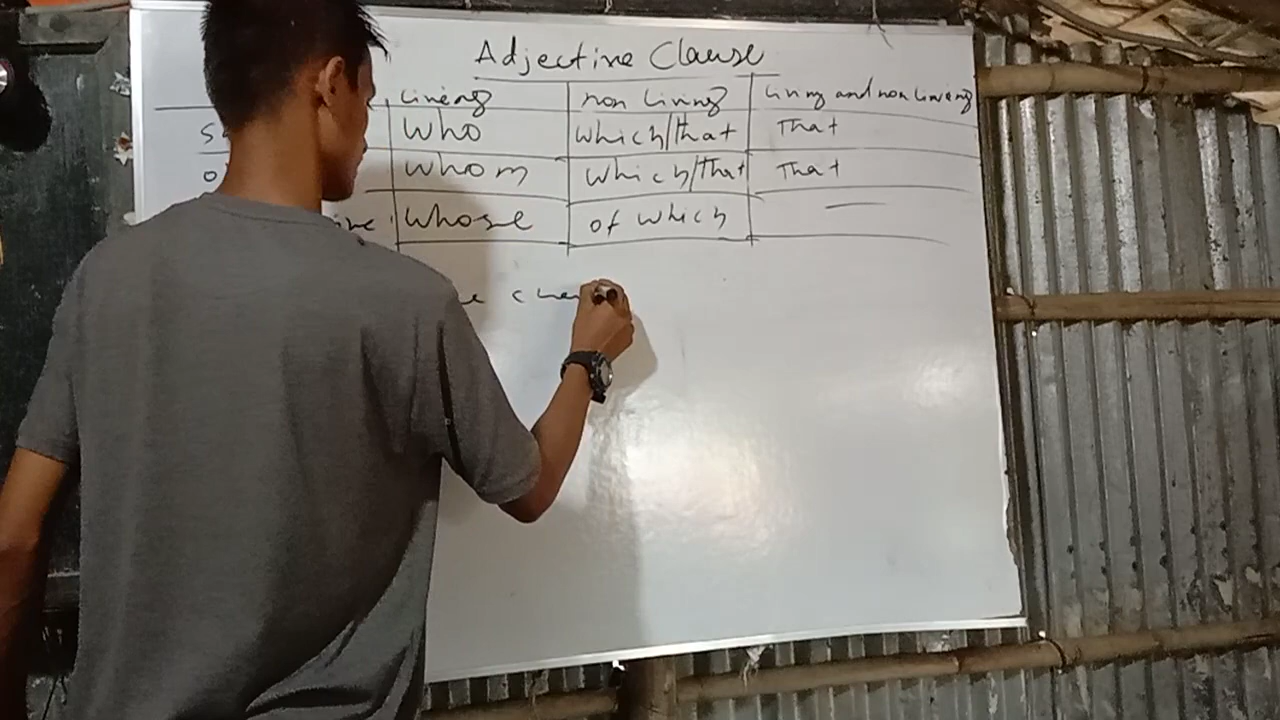 Adjective Clause
Living non living Living and non living
Who Which/That That
Whom Which/That That
Whose of which —